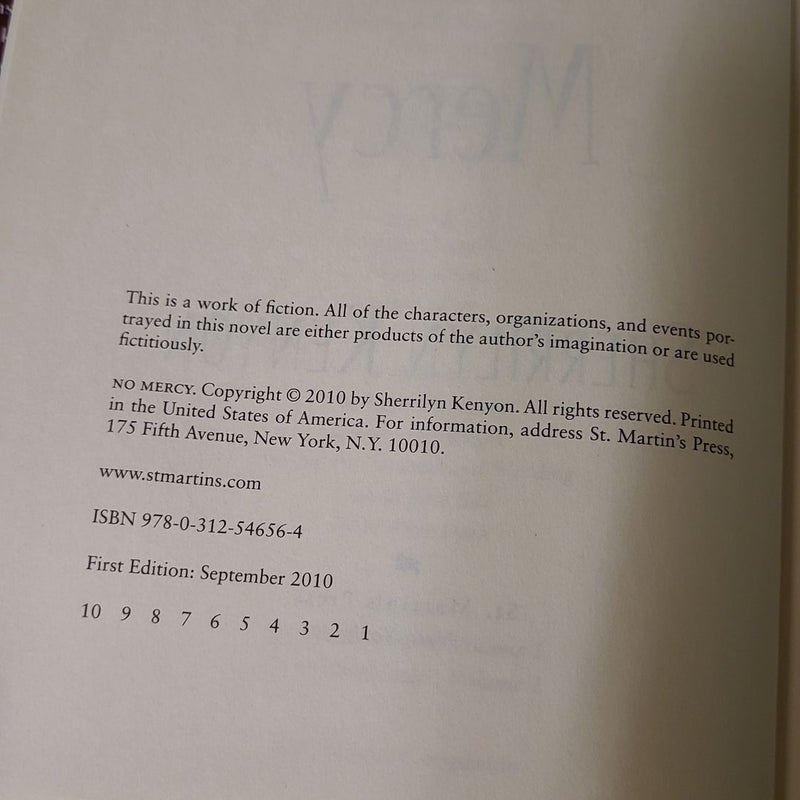 Mercy
This is a work of fiction. All of the characters, organizations, and events por-
trayed in this novel are either products of the author's imagination or are used
fictitiously.
NO MERCY. Copyright © 2010 by Sherrilyn Kenyon. All rights reserved. Printed
in the United States of America. For information, address St. Martin's Press,
175 Fifth Avenue, New York, N.Y. 10010.
www.stmartins.com
ISBN 978-0-312-54656-4
First Edition: September 2010
10 9 8 7 6 5 4 3 2 1